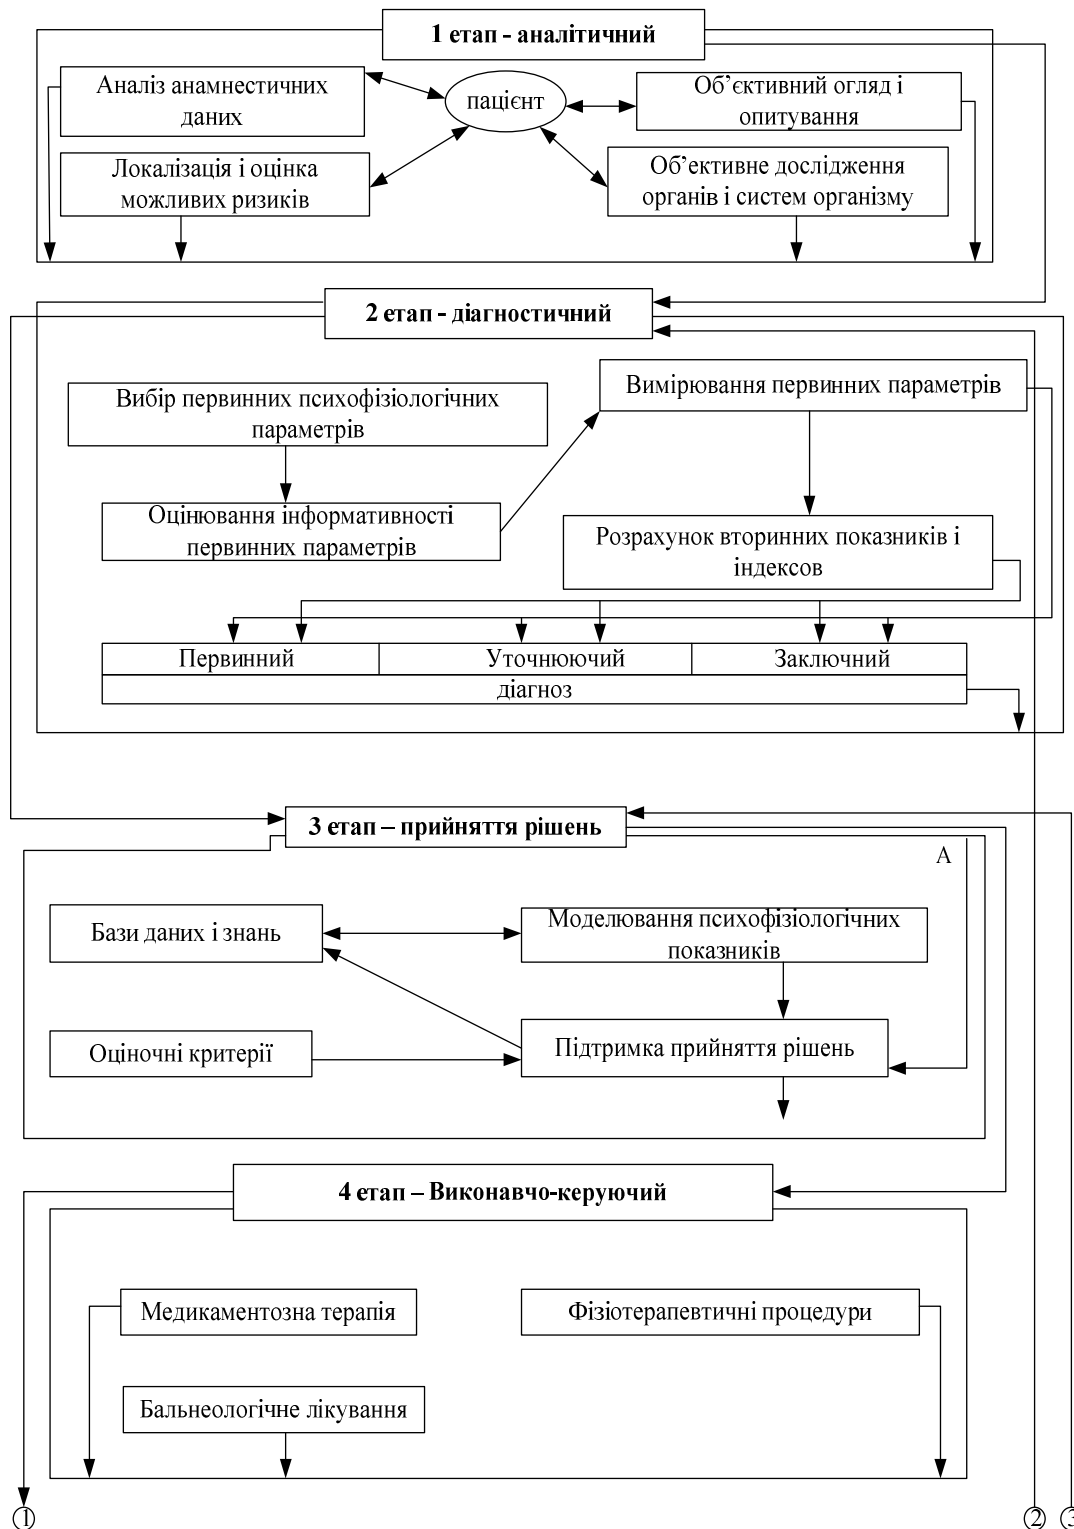 1 етап - аналітичний
Аналіз анамнестичних
даних
пацієнт
Об’єктивний огляд і
опитування
Локалізація і оцінка
можливих ризиків
Об’ективне дослідження
органів і систем організму
2 етап - діагностичний
Вибір первинних психофізіологічних
параметрів
Вимірювання первинних параметрів
Оцінювання інформативності
первинних параметрів
Розрахунок вторинних показників і
індексов
Первинний
Уточнюючий
Заключний
діагноз
3 етап – прийняття рішень
А
Бази даних і знань
Моделювання психофізіологічних
показників
Оціночні критерії
Підтримка прийняття рішень
4 етап – Виконавчо-керуючий
Медикаментозна терапія
Фізіотерапевтичні процедури
Бальнеологічне лікування
1
2
3